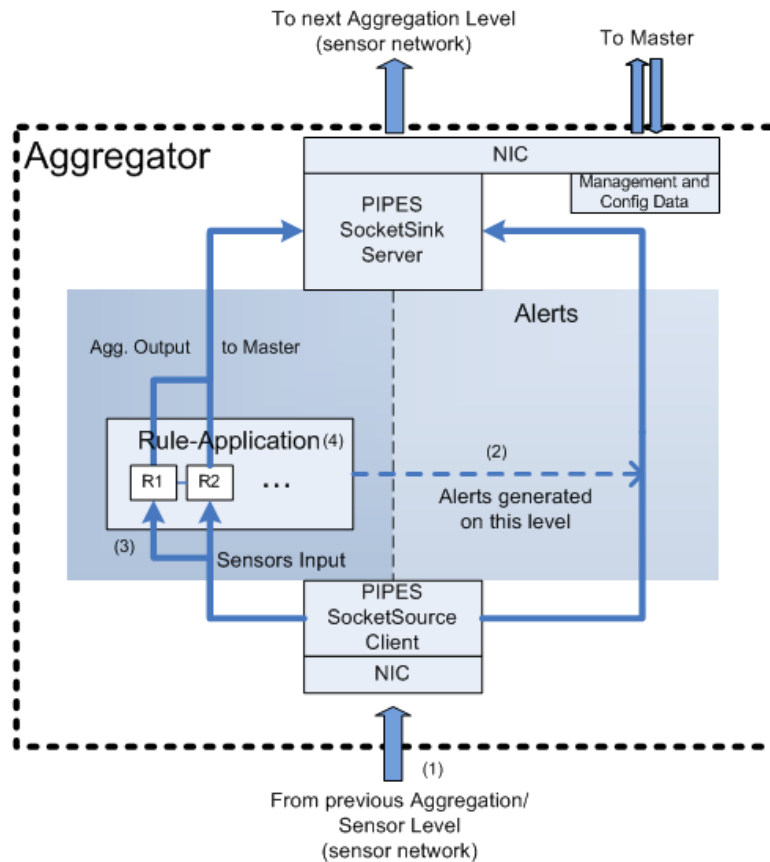 To next Aggregation Level
(sensor network)
To Master
Aggregator
NIC
Management and
Config Data
PIPES
SocketSink
Server
Alerts
Agg. Output
to Master
Rule-Application(4)
R1
R2
...
(2)
Alerts generated
on this level
(3)
Sensors Input
PIPES
SocketSource
Client
NIC
(1)
From previous Aggregation/
Sensor Level
(sensor network)